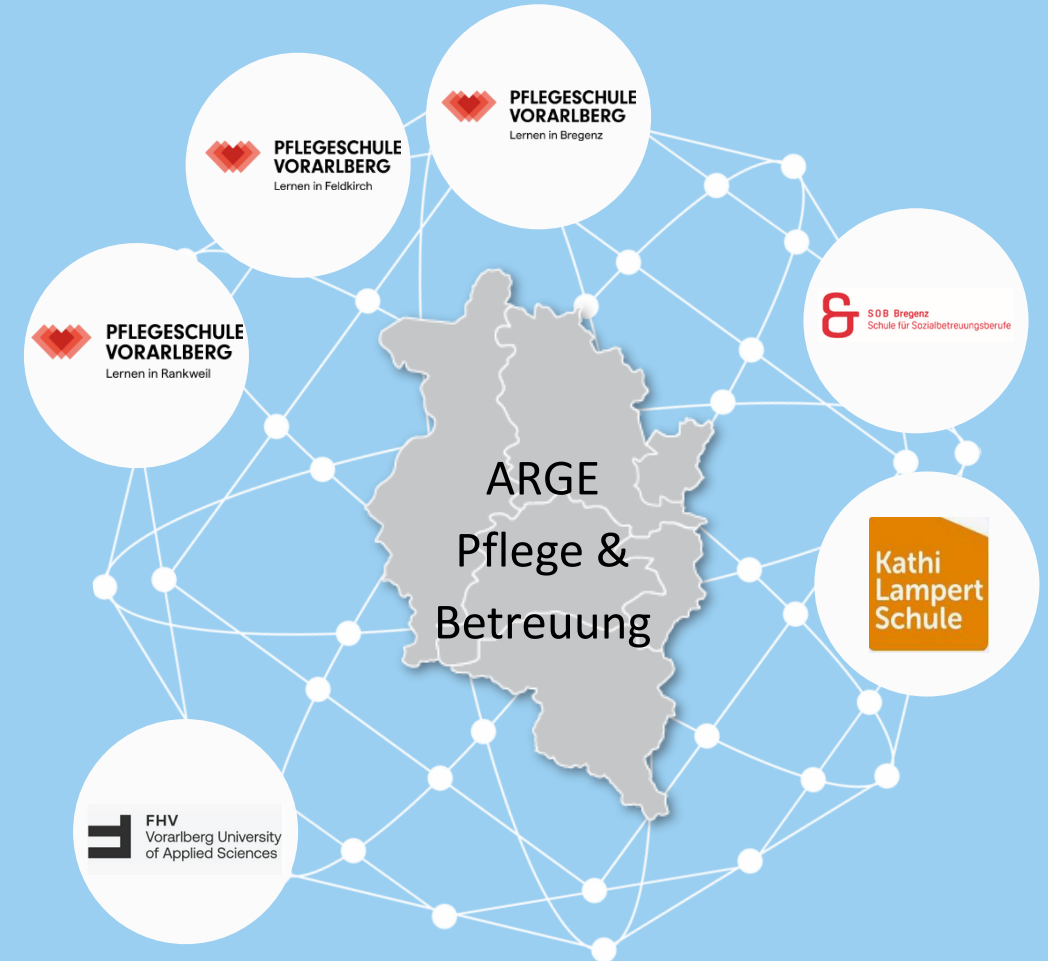 PFLEGESCHULE
VORARLBERG
Lernen in Bregenz
PFLEGESCHULE
VORARLBERG
Lernen in Feldkirch
PFLEGESCHULE
VORARLBERG
Lernen in Rankweil
SOB Bregenz
Schule für Sozialbetreuungsberufe
ARGE
Pflege &
Betreuung
Kathi
Lampert
Schule
FHV
Vorarlberg University
of Applied Sciences